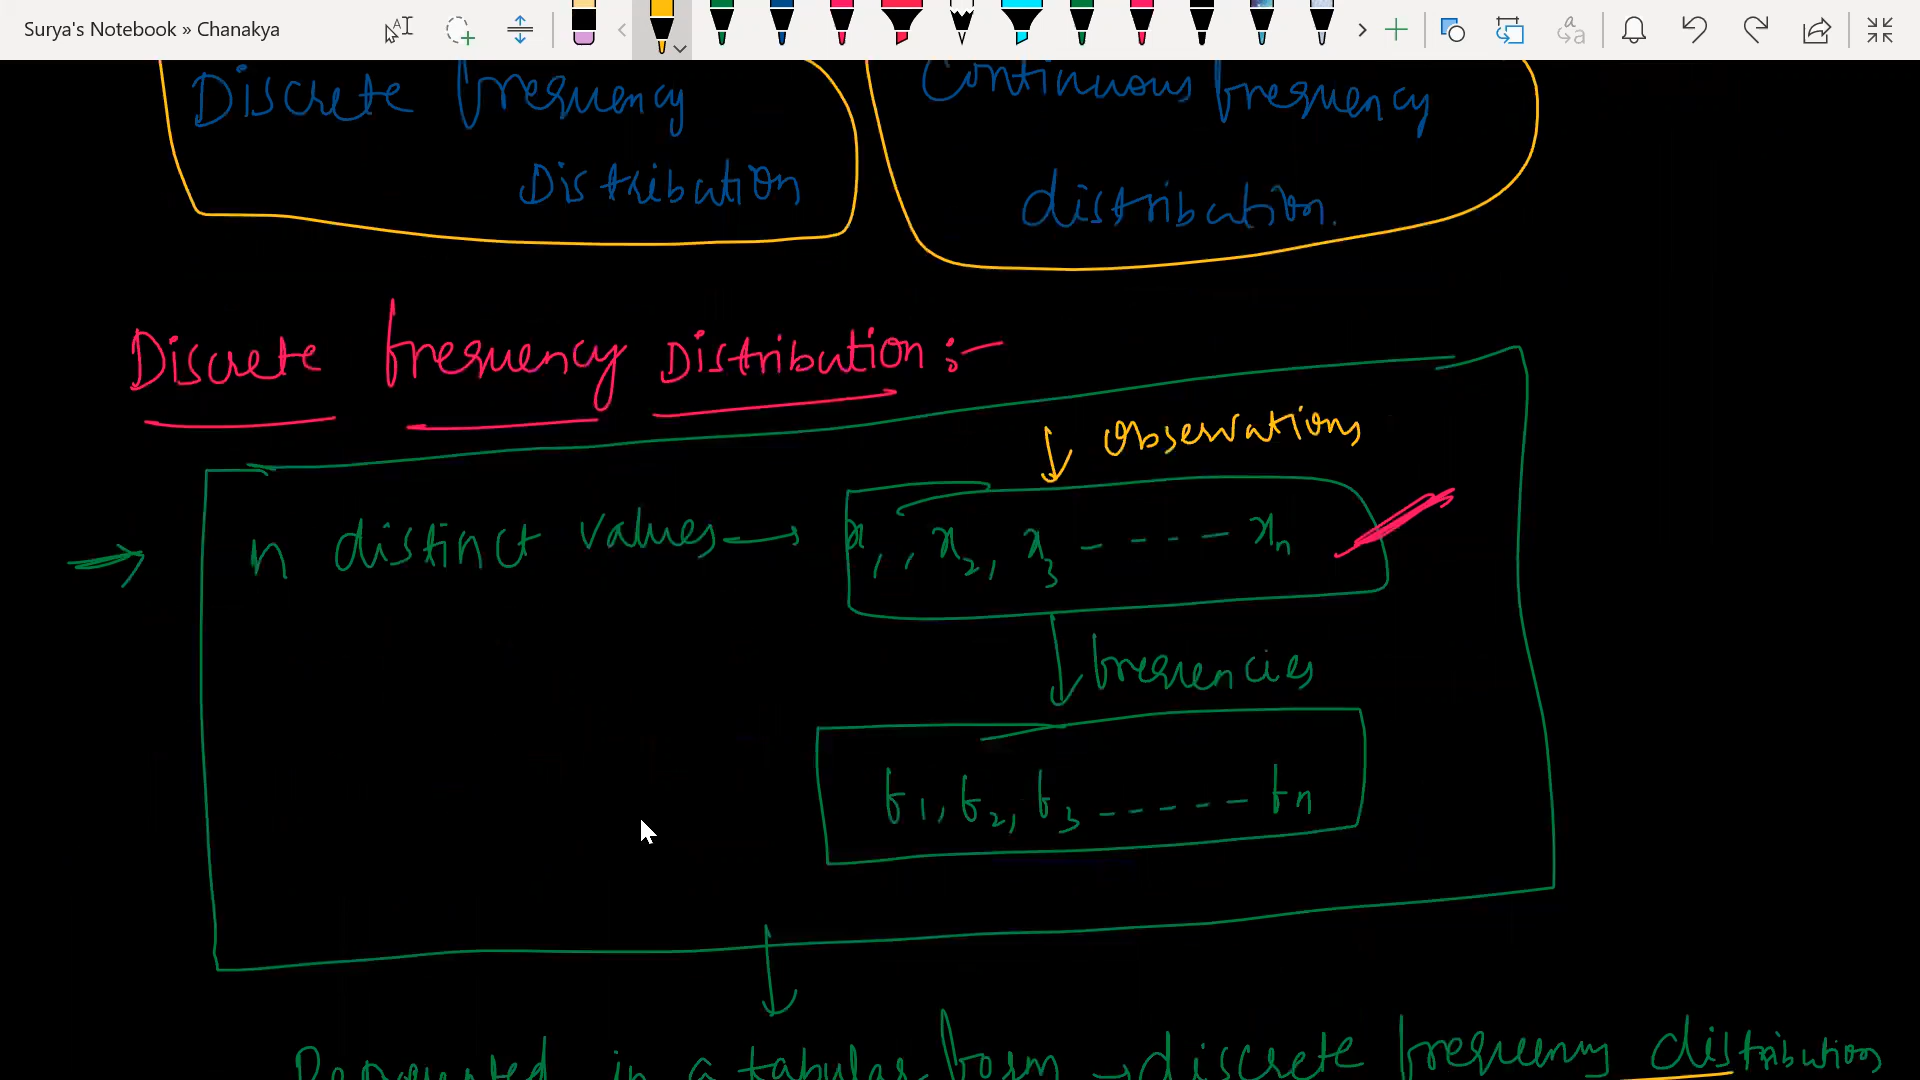 Surya's Notebook » Chanakya
Discrete frequency
Distribution
Continuous frequency
distribution.
Discrete frequency Distribution :-
↓ Observations
⇒ n distinct values → x1, x2, x3 ----- xn
↓ frequencies
f1, f2, f3 ------ fn
↓
Represented in a tabular form → discrete frequency distribution